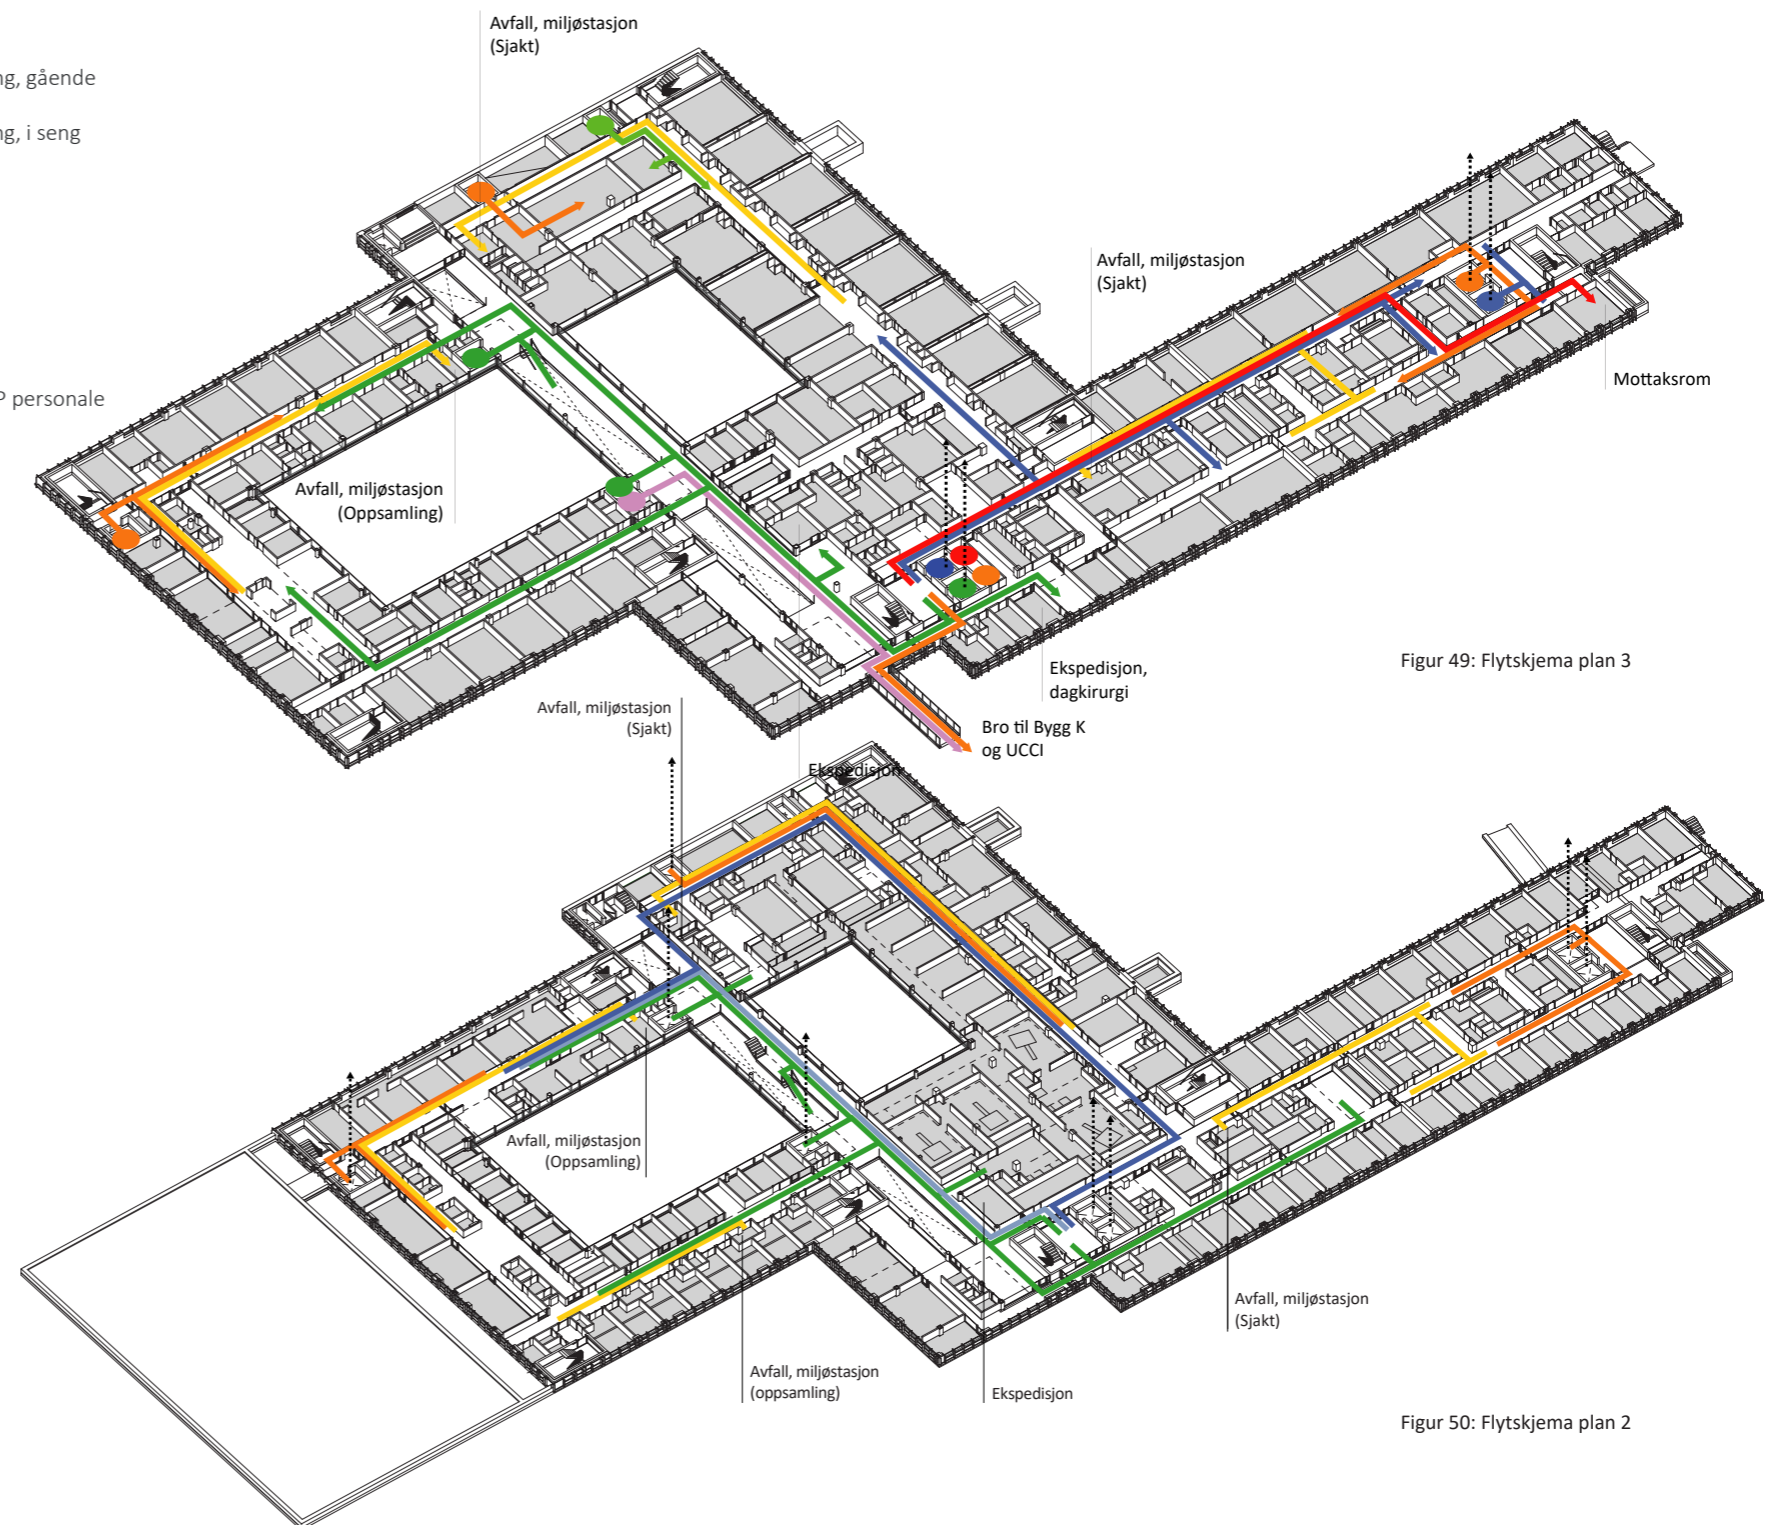 Avfall, miljøstasjon
(Sjakt)
ng, gående
ng, i seng
Avfall, miljøstasjon
(Sjakt)
Mottaksrom
P personale
Avfall, miljøstasjon
(Oppsamling)
Figur 49: Flytskjema plan 3
Ekspedisjon,
dagkirurgi
Bro til Bygg K
og UCCI
Avfall, miljøstasjon
(Sjakt)
Ekspedisjon
Avfall, miljøstasjon
(Oppsamling)
Avfall, miljøstasjon
(Sjakt)
Avfall, miljøstasjon
(oppsamling)
Ekspedisjon
Figur 50: Flytskjema plan 2